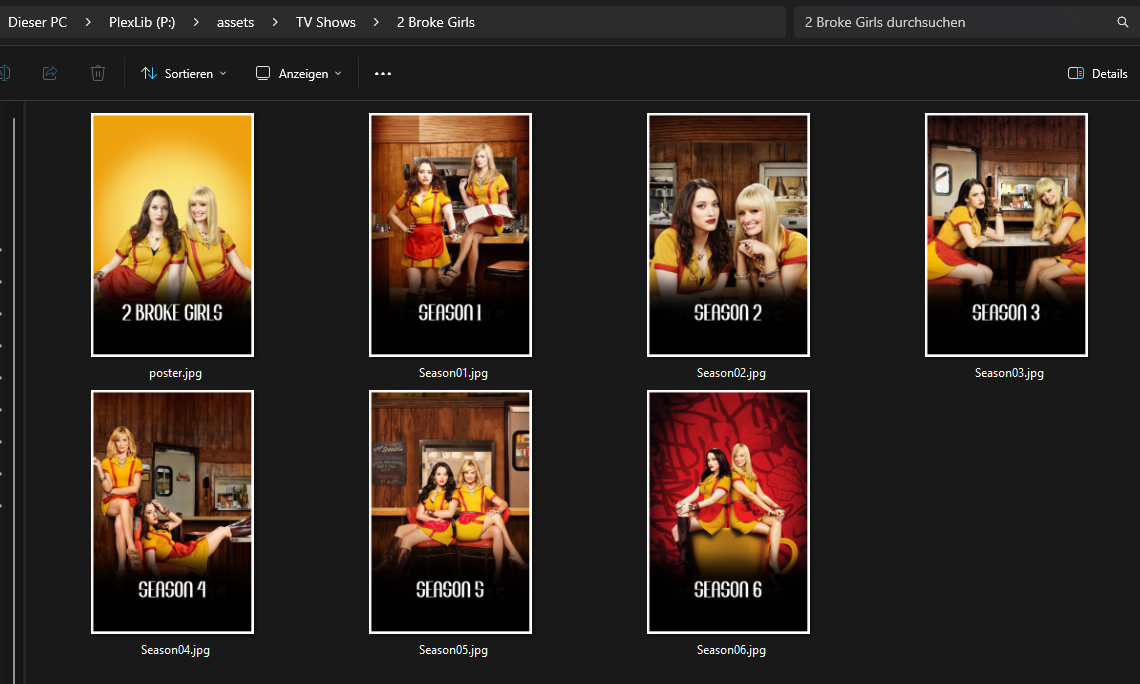 Dieser PC > PlexLib (P:) > assets > TV Shows > 2 Broke Girls
2 Broke Girls durchsuchen
Sortieren
Anzeigen
Details
2 BROKE GIRLS
SEASON 1
SEASON 2
SEASON 3
poster.jpg
Season01.jpg
Season02.jpg
Season03.jpg
SEASON 4
SEASON 5
SEASON 6
Season04.jpg
Season05.jpg
Season06.jpg